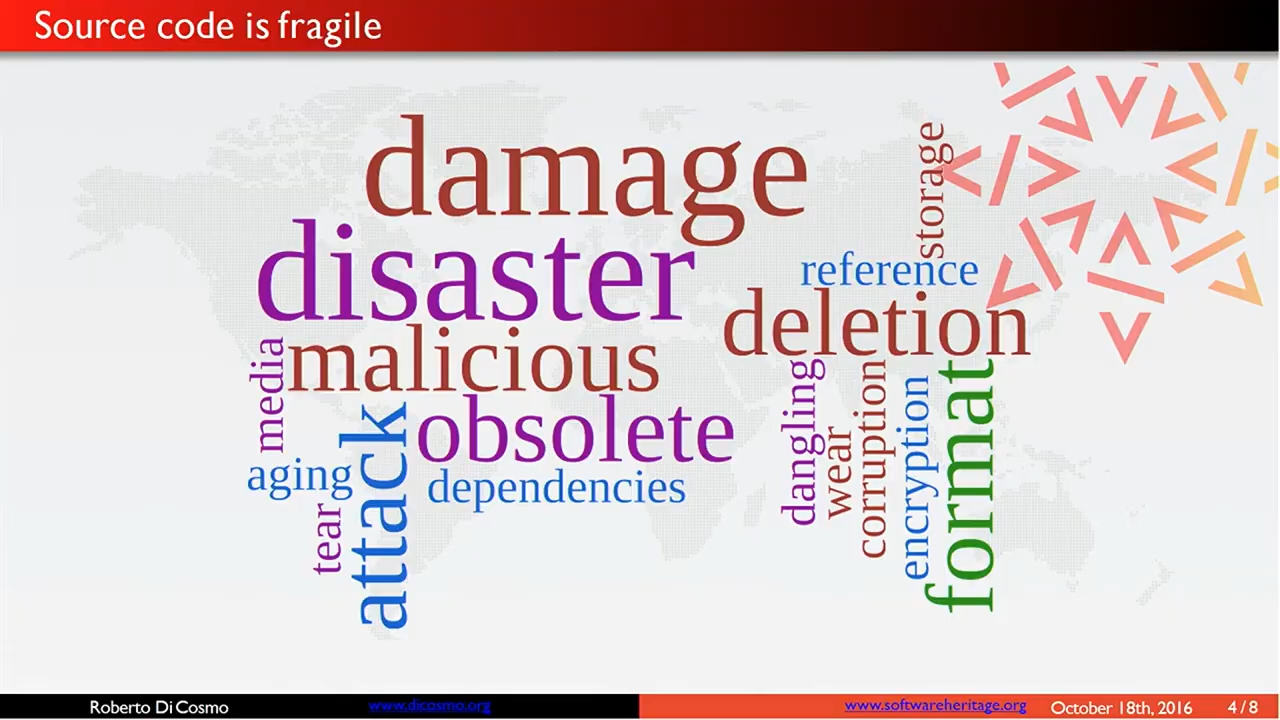 Source code is fragile
damage
storage
disaster
reference
deletion
malicious
media
obsolete
attack
aging
dependencies
tear
dangling
wear
corruption
encryption
format
Roberto Di Cosmo
www.dicosmo.org
www.softwareheritage.org
October 18th, 2016
4 / 8